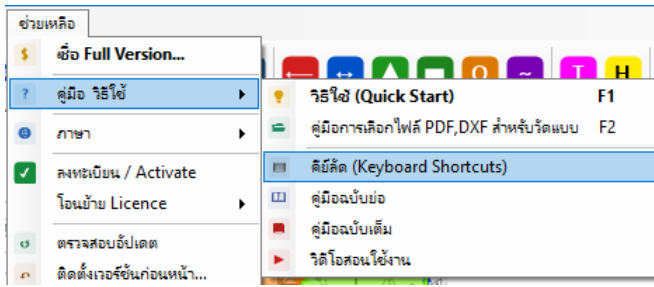 ช่วยเหลือ
$ ซื้อ Full Version...
? คู่มือ วิธีใช้
ภาษา
ลงทะเบียน / Activate
โอนย้าย Licence
ตรวจสอบอัปเดต
ติดตั้งเวอร์ชันก่อนหน้า...
O ~ T H
วิธีใช้ (Quick Start) F1
คู่มือการเลือกไฟล์ PDF,DXF สำหรับวัดแบบ F2
คีย์ลัด (Keyboard Shortcuts)
คู่มือฉบับย่อ
คู่มือฉบับเต็ม
วิดีโอสอนใช้งาน